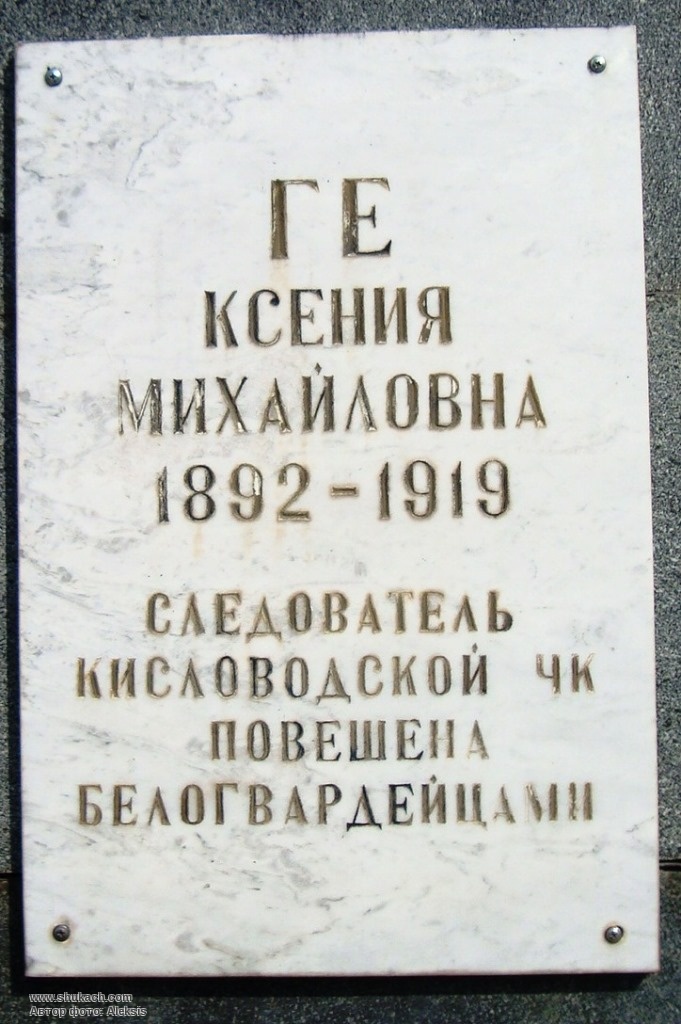 ГЕ
КСЕНИЯ
МИХАЙЛОВНА
1892-1919
СЛЕДОВАТЕЛЬ
КИСЛОВОДСКОЙ ЧК
ПОВЕШЕНА
БЕЛОГВАРДЕЙЦАМИ
www.shukach.com
Автор фото: Aleksis